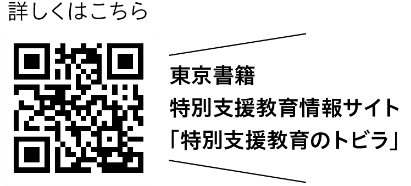 詳しくはこちら
東京書籍
特別支援教育情報サイト
「特別支援教育のトビラ」